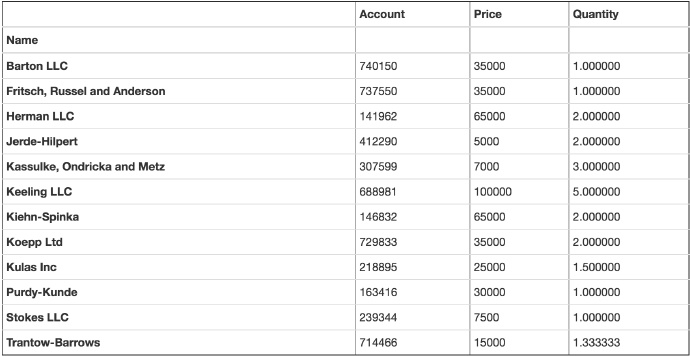 Account Price Quantity
Name
Barton LLC 740150 35000 1.000000
Fritsch, Russel and Anderson 737550 35000 1.000000
Herman LLC 141962 65000 2.000000
Jerde-Hilpert 412290 5000 2.000000
Kassulke, Ondricka and Metz 307599 7000 3.000000
Keeling LLC 688981 100000 5.000000
Kiehn-Spinka 146832 65000 2.000000
Koepp Ltd 729833 35000 2.000000
Kulas Inc 218895 25000 1.500000
Purdy-Kunde 163416 30000 1.000000
Stokes LLC 239344 7500 1.000000
Trantow-Barrows 714466 15000 1.333333